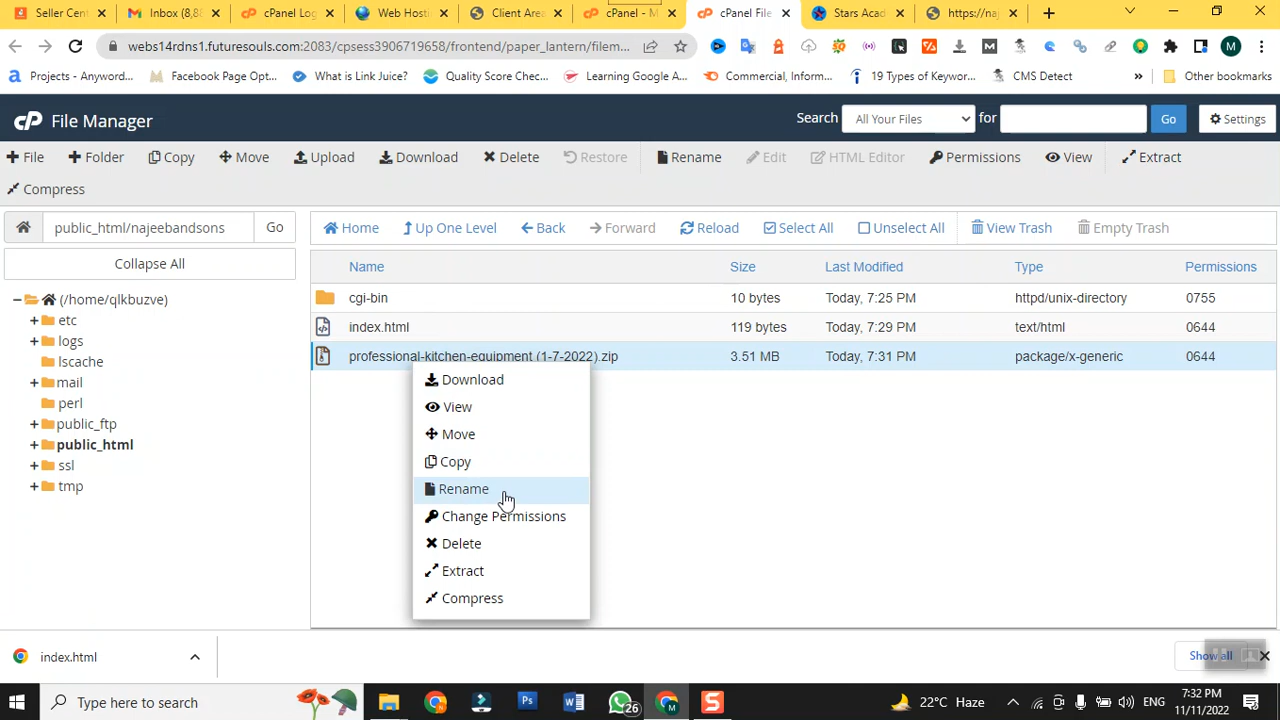 Seller Cent
Inbox (3,88
cPanel Log
Web Hosti
Client Area
cPanel - M
cPanel File
Stars Acad
https://naj
webs14rdns1.futuresouls.com:2083/cpsess3906719658/frontend/paper_lantern/filem...
M
Projects - Anyword...
Facebook Page Opt...
What is Link Juice?
Quality Score Chec...
Learning Google A...
Commercial, Inform...
19 Types of Keywor...
CMS Detect
»
Other bookmarks
cP File Manager
Search All Your Files for Go Settings
File Folder Copy Move Upload Download Delete Restore Rename Edit HTML Editor Permissions View Extract
Compress
public_html/najeebandsons Go
Home Up One Level Back Forward Reload Select All Unselect All View Trash Empty Trash
Collapse All
Name Size Last Modified Type Permissions
(/home/qlkbuzve)
etc
logs
lscache
mail
perl
public_ftp
public_html
ssl
tmp
cgi-bin 10 bytes Today, 7:25 PM httpd/unix-directory 0755
index.html 119 bytes Today, 7:29 PM text/html 0644
professional-kitchen-equipment (1-7-2022).zip 3.51 MB Today, 7:31 PM package/x-generic 0644
Download
View
Move
Copy
Rename
Change Permissions
Delete
Extract
Compress
index.html
Show all
Type here to search
Ps
26
M
S
22°C Haze
ENG
7:32 PM
11/11/2022